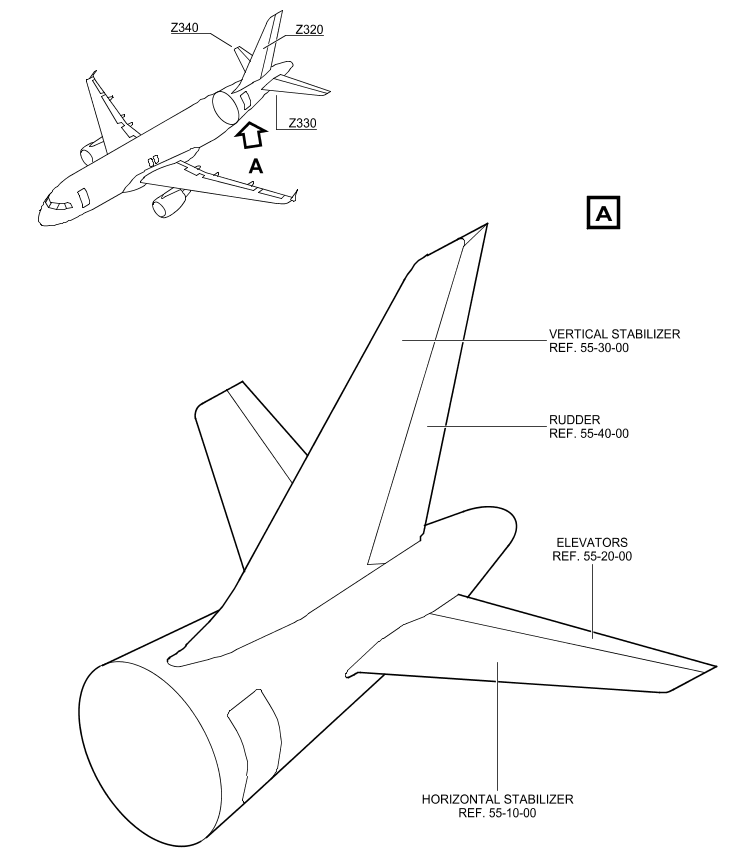 Z340
Z320
Z330
A
A
VERTICAL STABILIZER
REF. 55-30-00
RUDDER
REF. 55-40-00
ELEVATORS
REF. 55-20-00
HORIZONTAL STABILIZER
REF. 55-10-00